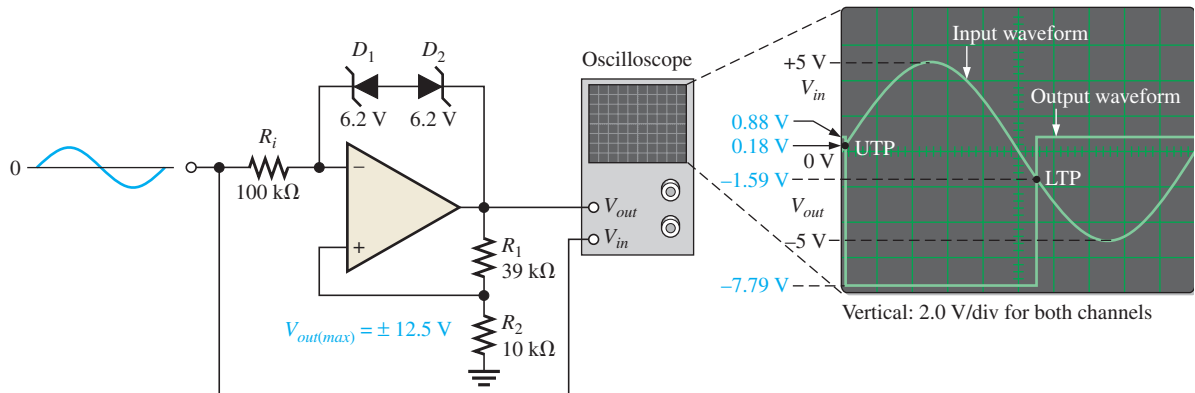 D1
D2
6.2 V
6.2 V
0
Ri
100 kΩ
−
+
Vout(max) = ± 12.5 V
R1
39 kΩ
R2
10 kΩ
Oscilloscope
Vout
Vin
+5 V
Vin
0.88 V
0.18 V
0 V
−1.59 V
Vout
−5 V
−7.79 V
Input waveform
Output waveform
UTP
LTP
Vertical: 2.0 V/div for both channels